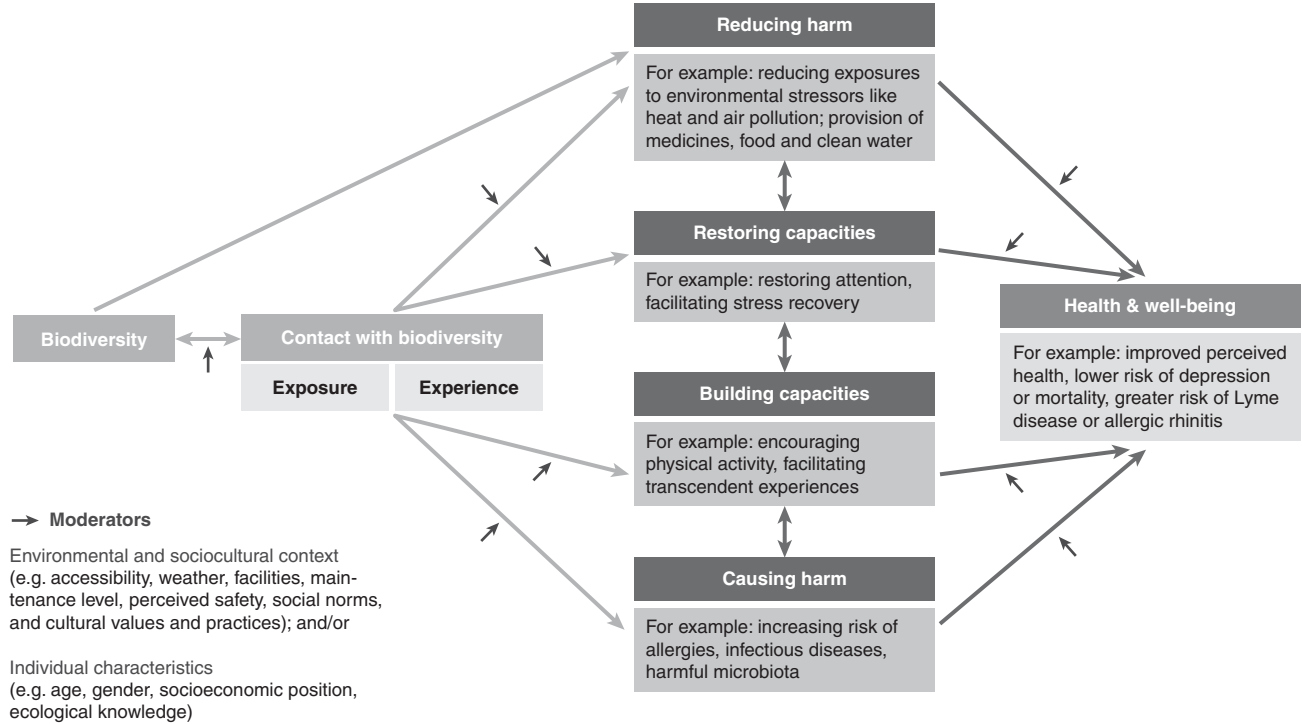 Reducing harm
For example: reducing exposures
to environmental stressors like
heat and air pollution; provision of
medicines, food and clean water
Restoring capacities
For example: restoring attention,
facilitating stress recovery
Biodiversity
Contact with biodiversity
Exposure
Experience
Building capacities
For example: encouraging
physical activity, facilitating
transcendent experiences
Causing harm
For example: increasing risk of
allergies, infectious diseases,
harmful microbiota
Health & well-being
For example: improved perceived
health, lower risk of depression
or mortality, greater risk of Lyme
disease or allergic rhinitis
Moderators
Environmental and sociocultural context
(e.g. accessibility, weather, facilities, main-
tenance level, perceived safety, social norms,
and cultural values and practices); and/or
Individual characteristics
(e.g. age, gender, socioeconomic position,
ecological knowledge)